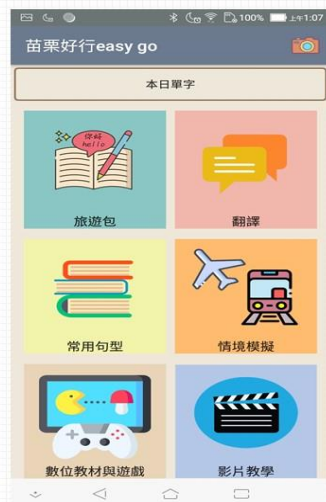 100% 上午1:07
苗栗好行easy go
本日單字
你好
hello
旅遊包
翻譯
常用句型
情境模擬
數位教材與遊戲
影片教學